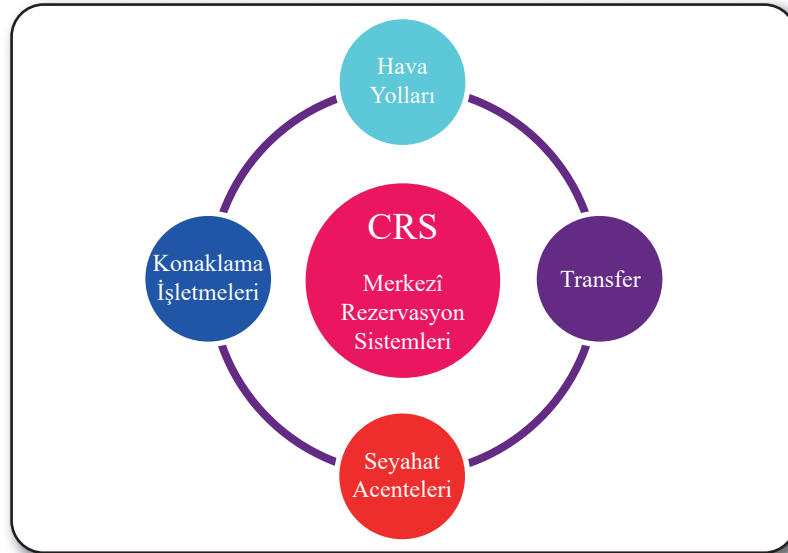 Hava
Yolları
Konaklama
İşletmeleri
CRS
Merkezî
Rezervasyon
Sistemleri
Transfer
Seyahat
Acenteleri